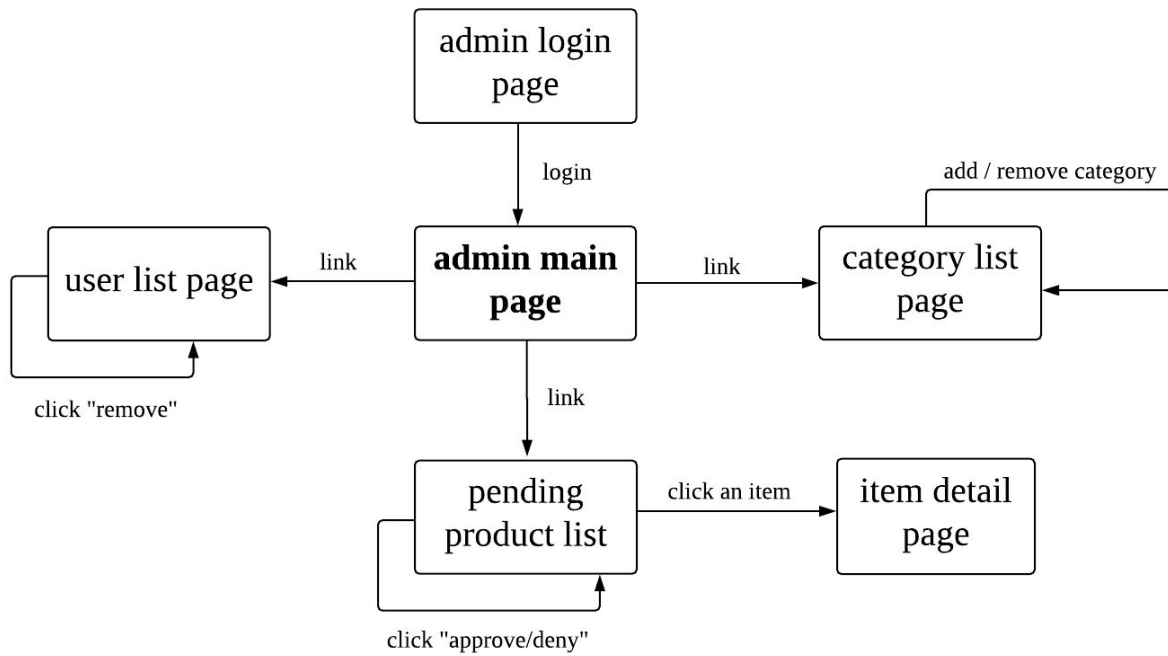 admin login
page
login
add / remove category
user list page
link
admin main
page
link
category list
page
click "remove"
link
pending
product list
click an item
item detail
page
click "approve/deny"